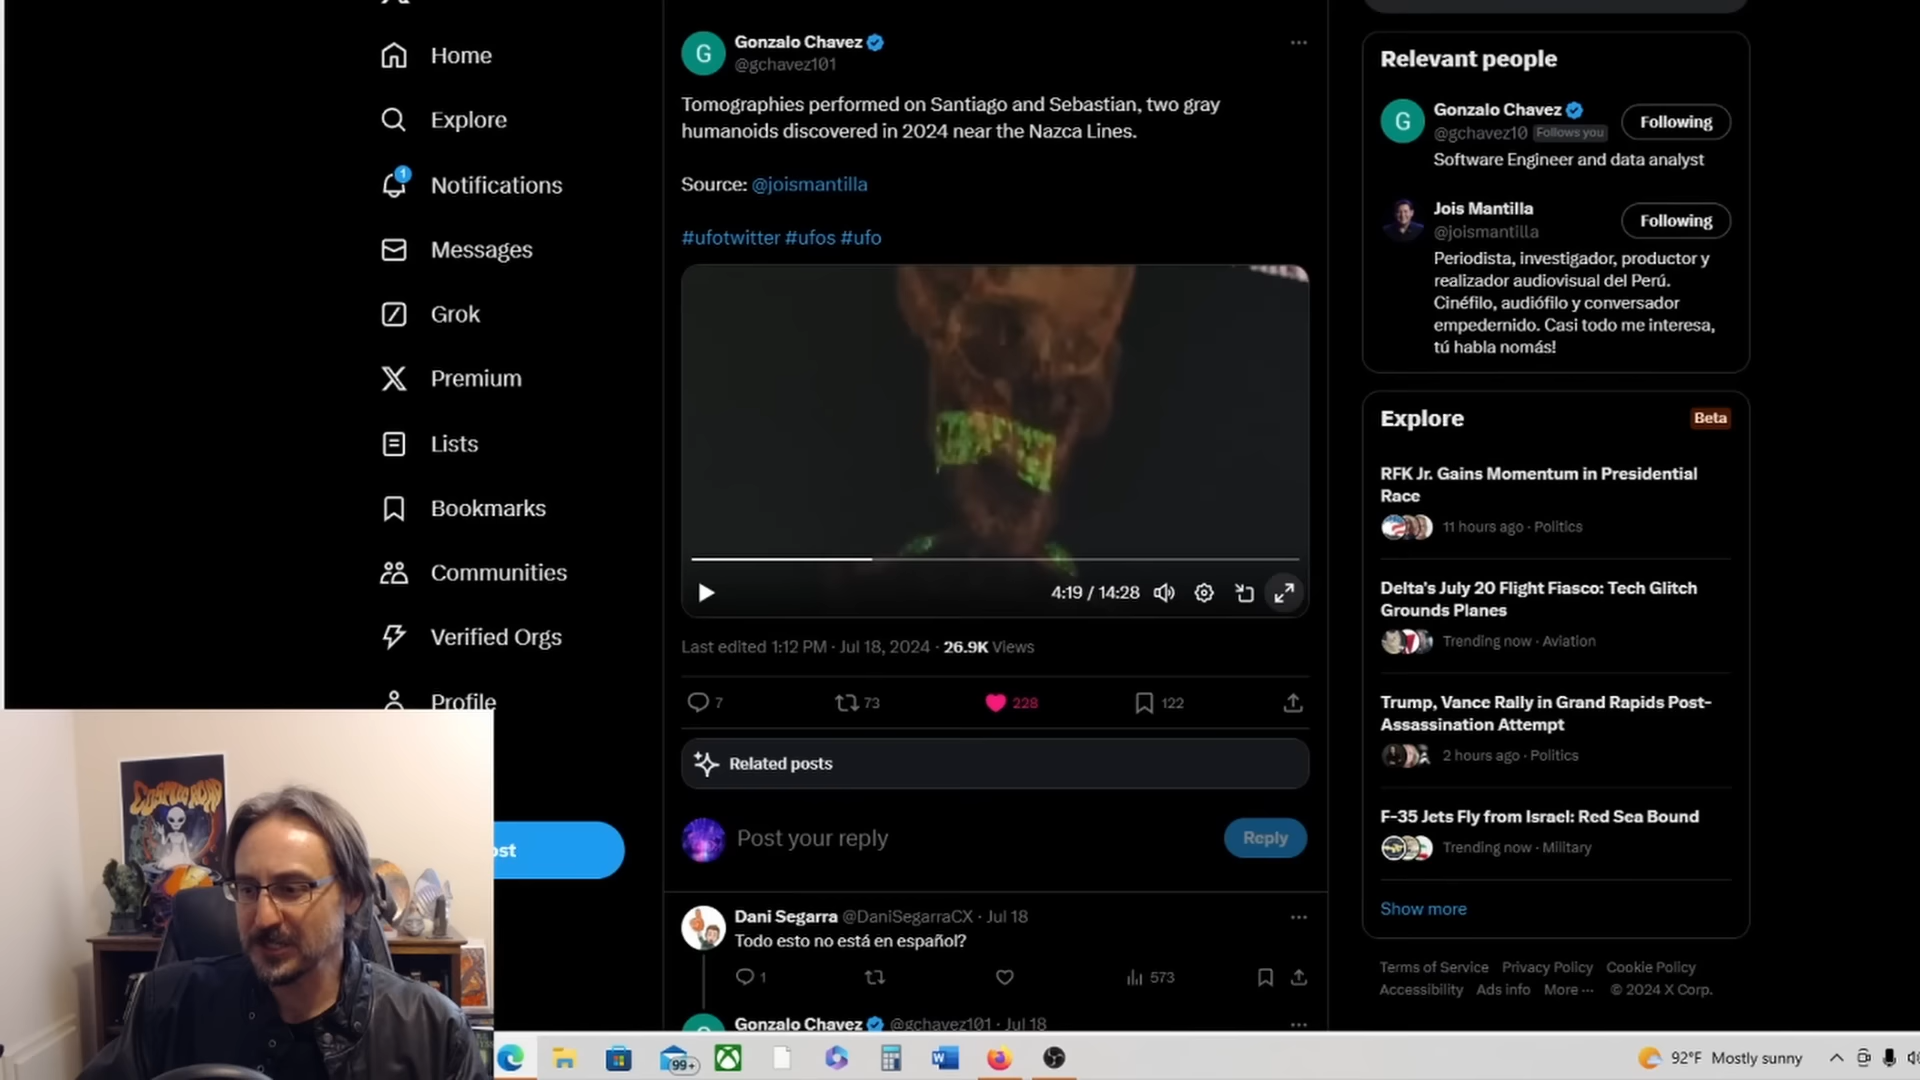 Home
Explore
1
Notifications
Messages
Grok
Premium
Lists
Bookmarks
Communities
Verified Orgs
Profile
G
Gonzalo Chavez
@gchavez101
Tomographies performed on Santiago and Sebastian, two gray
humanoids discovered in 2024 near the Nazca Lines.
Source: @joismantilla
#ufotwitter #ufos #ufo
4:19 / 14:28
Last edited 1:12 PM · Jul 18, 2024 · 26.9K Views
7
73
228
122
Related posts
Post your reply
Reply
Dani Segarra @DaniSegarraCX · Jul 18
Todo esto no está en español?
1
573
Gonzalo Chavez @gchavez101 · Jul 18
Relevant people
G
Gonzalo Chavez
@gchavez10 Follows you
Following
Software Engineer and data analyst
Jois Mantilla
@joismantilla
Following
Periodista, investigador, productor y
realizador audiovisual del Perú.
Cinéfilo, audiófilo y conversador
empedernido. Casi todo me interesa,
tú habla nomás!
Explore
Beta
RFK Jr. Gains Momentum in Presidential
Race
11 hours ago · Politics
Delta's July 20 Flight Fiasco: Tech Glitch
Grounds Planes
Trending now · Aviation
Trump, Vance Rally in Grand Rapids Post-
Assassination Attempt
2 hours ago · Politics
F-35 Jets Fly from Israel: Red Sea Bound
Trending now · Military
Show more
Terms of Service Privacy Policy Cookie Policy
Accessibility Ads info More ··· © 2024 X Corp.
ost
99+
W
92°F Mostly sunny